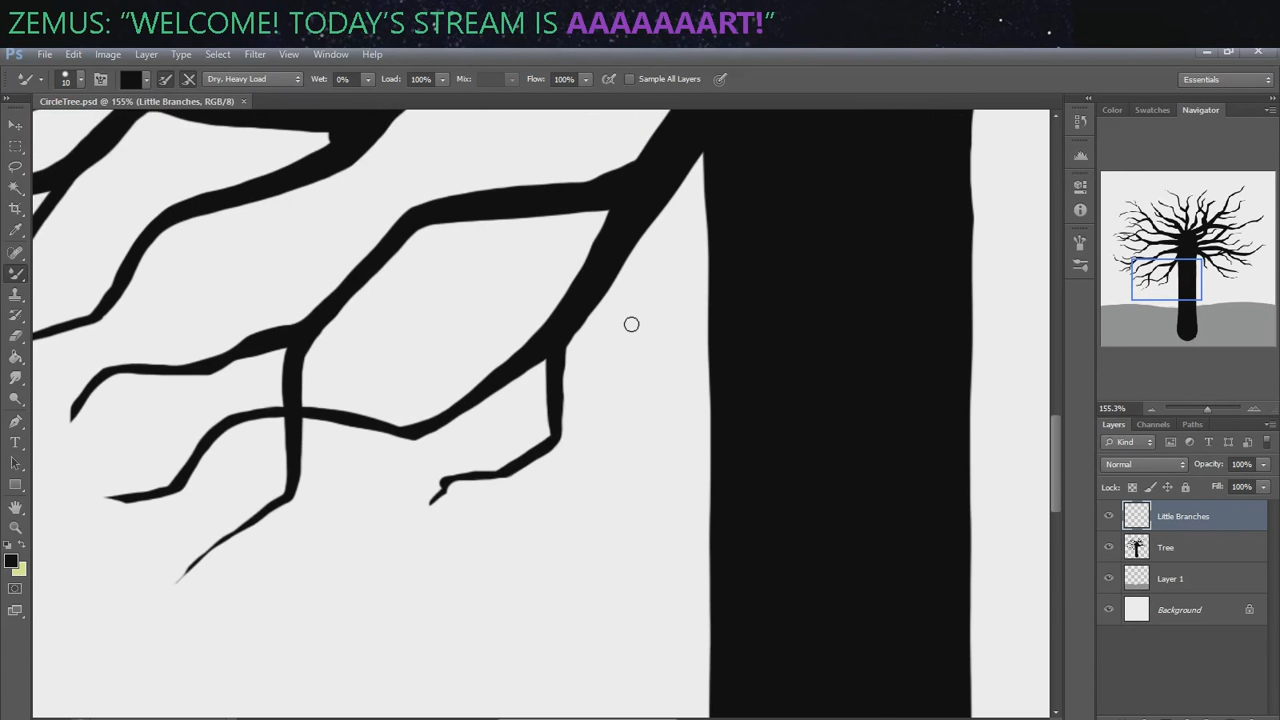 ZEMUS: “WELCOME! TODAY’S STREAM IS AAAAAAART!”
Ps File Edit Image Layer Type Select Filter View Window Help
10 Dry, Heavy Load Wet: 0% Load: 100% Mix: Flow: 100% Sample All Layers Essentials
CircleTree.psd @ 155% (Little Branches, RGB/8) ×
Color Swatches Navigator
155.3%
Layers Channels Paths
Kind
Normal Opacity: 100%
Lock: Fill: 100%
Little Branches
Tree
Layer 1
Background